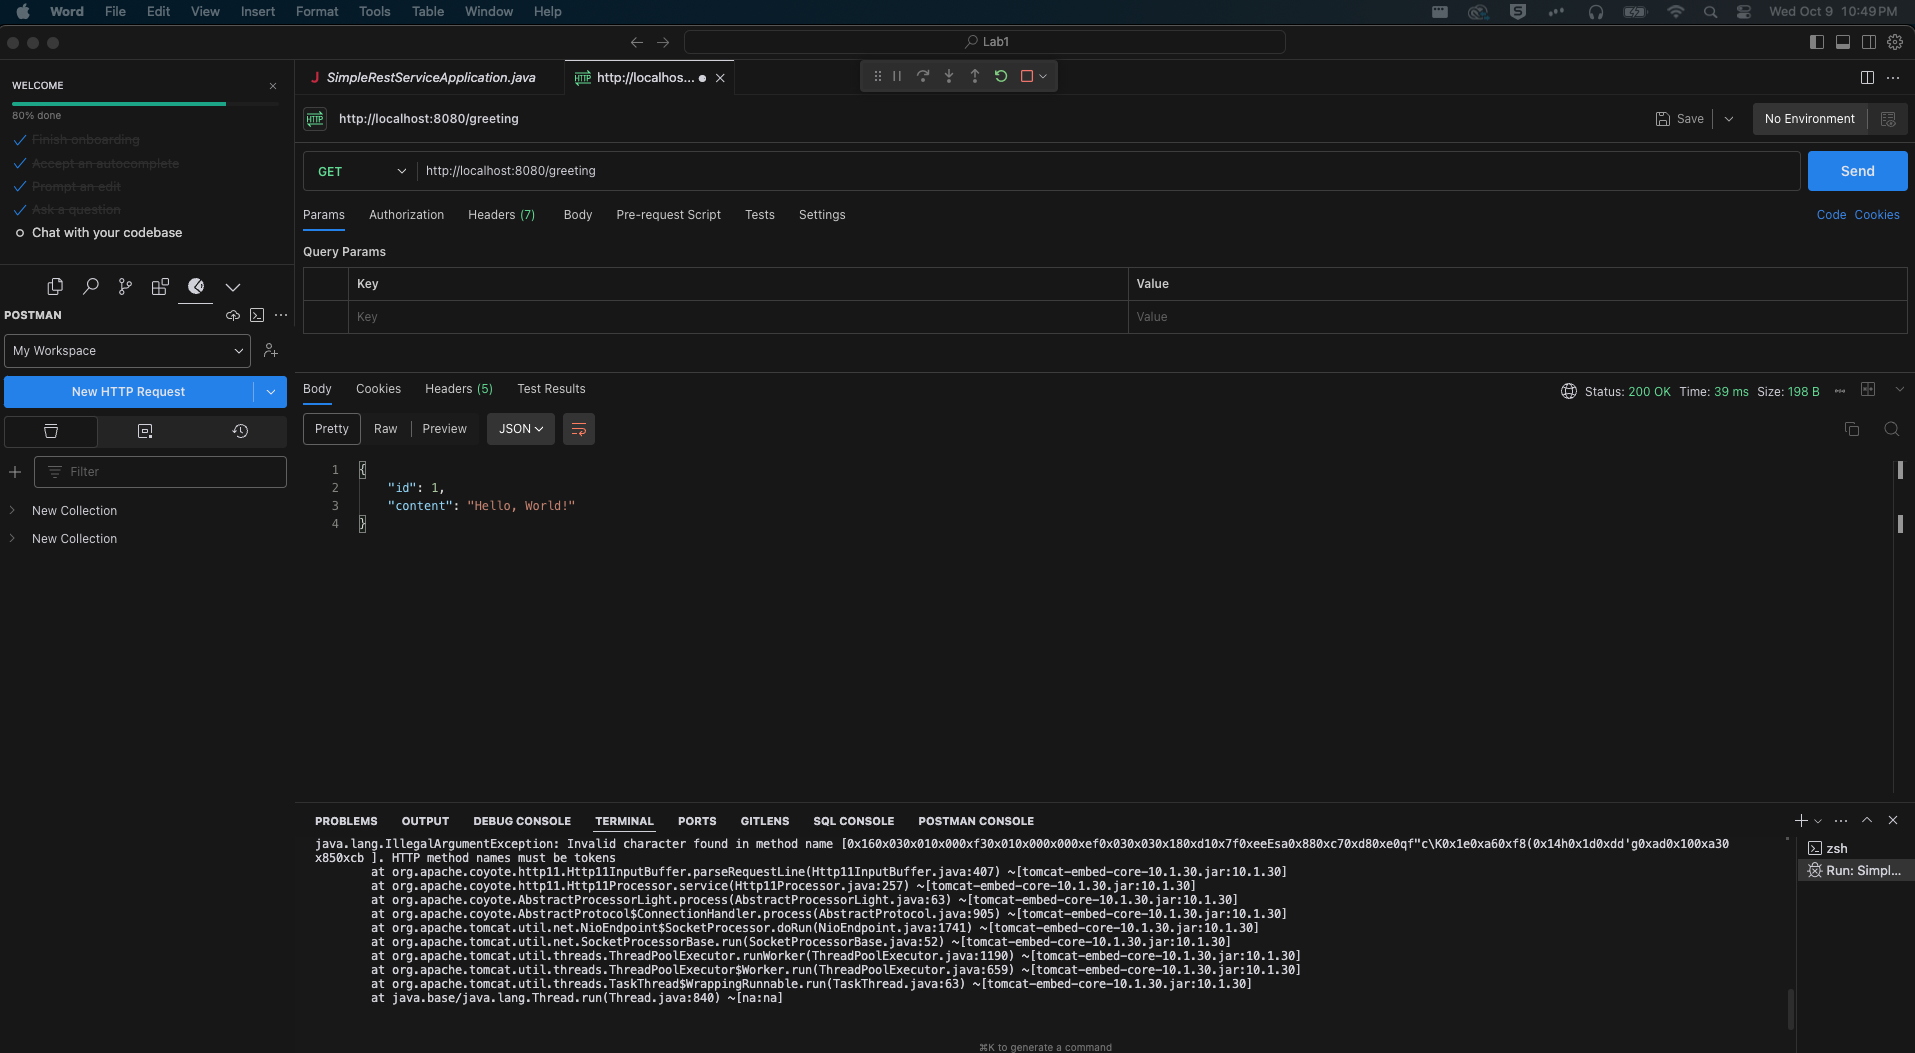 Word File Edit View Insert Format Tools Table Window Help Wed Oct 9 10:49 PM
Lab1
WELCOME
80% done
Finish onboarding
Accept an autocomplete
Prompt an edit
Ask a question
Chat with your codebase
POSTMAN
My Workspace
New HTTP Request
Filter
New Collection
New Collection
J SimpleRestServiceApplication.java HTTP http://localhos...
HTTP http://localhost:8080/greeting Save No Environment
GET http://localhost:8080/greeting Send
Params Authorization Headers (7) Body Pre-request Script Tests Settings Code Cookies
Query Params
Key Value
Key Value
Body Cookies Headers (5) Test Results Status: 200 OK Time: 39 ms Size: 198 B
Pretty Raw Preview JSON
1 {
2 "id": 1,
3 "content": "Hello, World!"
4 }
PROBLEMS OUTPUT DEBUG CONSOLE TERMINAL PORTS GITLENS SQL CONSOLE POSTMAN CONSOLE
java.lang.IllegalArgumentException: Invalid character found in method name [0x160x030x010x000xf30x010x000x000xef0x030x030x180xd10x7f0xeeEsa0x880xc70xd80xe0qf"c\K0x1e0xa60xf8(0x14h0x1d0xdd'g0xad0x100xa30
x850xcb ]. HTTP method names must be tokens
at org.apache.coyote.http11.Http11InputBuffer.parseRequestLine(Http11InputBuffer.java:407) ~[tomcat-embed-core-10.1.30.jar:10.1.30]
at org.apache.coyote.http11.Http11Processor.service(Http11Processor.java:257) ~[tomcat-embed-core-10.1.30.jar:10.1.30]
at org.apache.coyote.AbstractProcessorLight.process(AbstractProcessorLight.java:63) ~[tomcat-embed-core-10.1.30.jar:10.1.30]
at org.apache.coyote.AbstractProtocol$ConnectionHandler.process(AbstractProtocol.java:905) ~[tomcat-embed-core-10.1.30.jar:10.1.30]
at org.apache.tomcat.util.net.NioEndpoint$SocketProcessor.doRun(NioEndpoint.java:1741) ~[tomcat-embed-core-10.1.30.jar:10.1.30]
at org.apache.tomcat.util.net.SocketProcessorBase.run(SocketProcessorBase.java:52) ~[tomcat-embed-core-10.1.30.jar:10.1.30]
at org.apache.tomcat.util.threads.ThreadPoolExecutor.runWorker(ThreadPoolExecutor.java:1190) ~[tomcat-embed-core-10.1.30.jar:10.1.30]
at org.apache.tomcat.util.threads.ThreadPoolExecutor$Worker.run(ThreadPoolExecutor.java:659) ~[tomcat-embed-core-10.1.30.jar:10.1.30]
at org.apache.tomcat.util.threads.TaskThread$WrappingRunnable.run(TaskThread.java:63) ~[tomcat-embed-core-10.1.30.jar:10.1.30]
at java.base/java.lang.Thread.run(Thread.java:840) ~[na:na]
zsh
Run: Simpl...
⌘K to generate a command